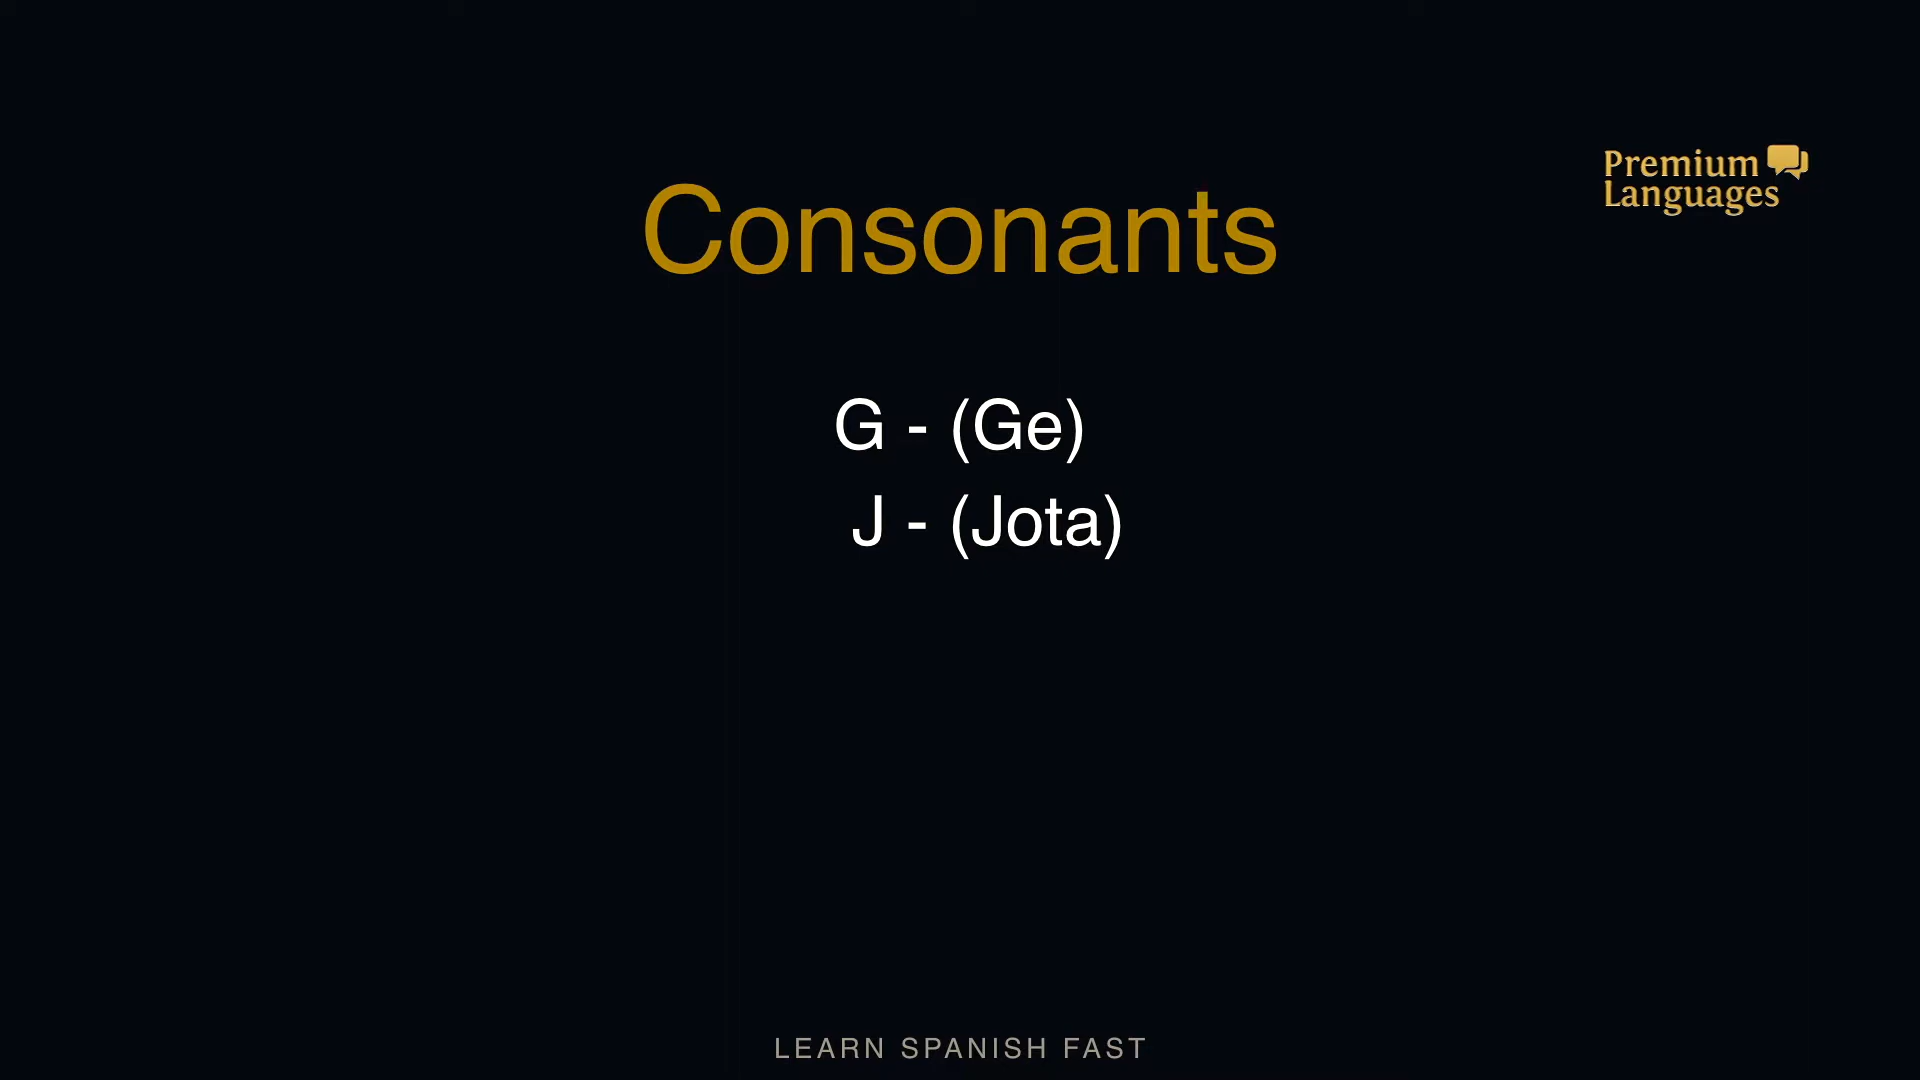 Premium
Languages
Consonants
G - (Ge)
J - (Jota)
LEARN SPANISH FAST